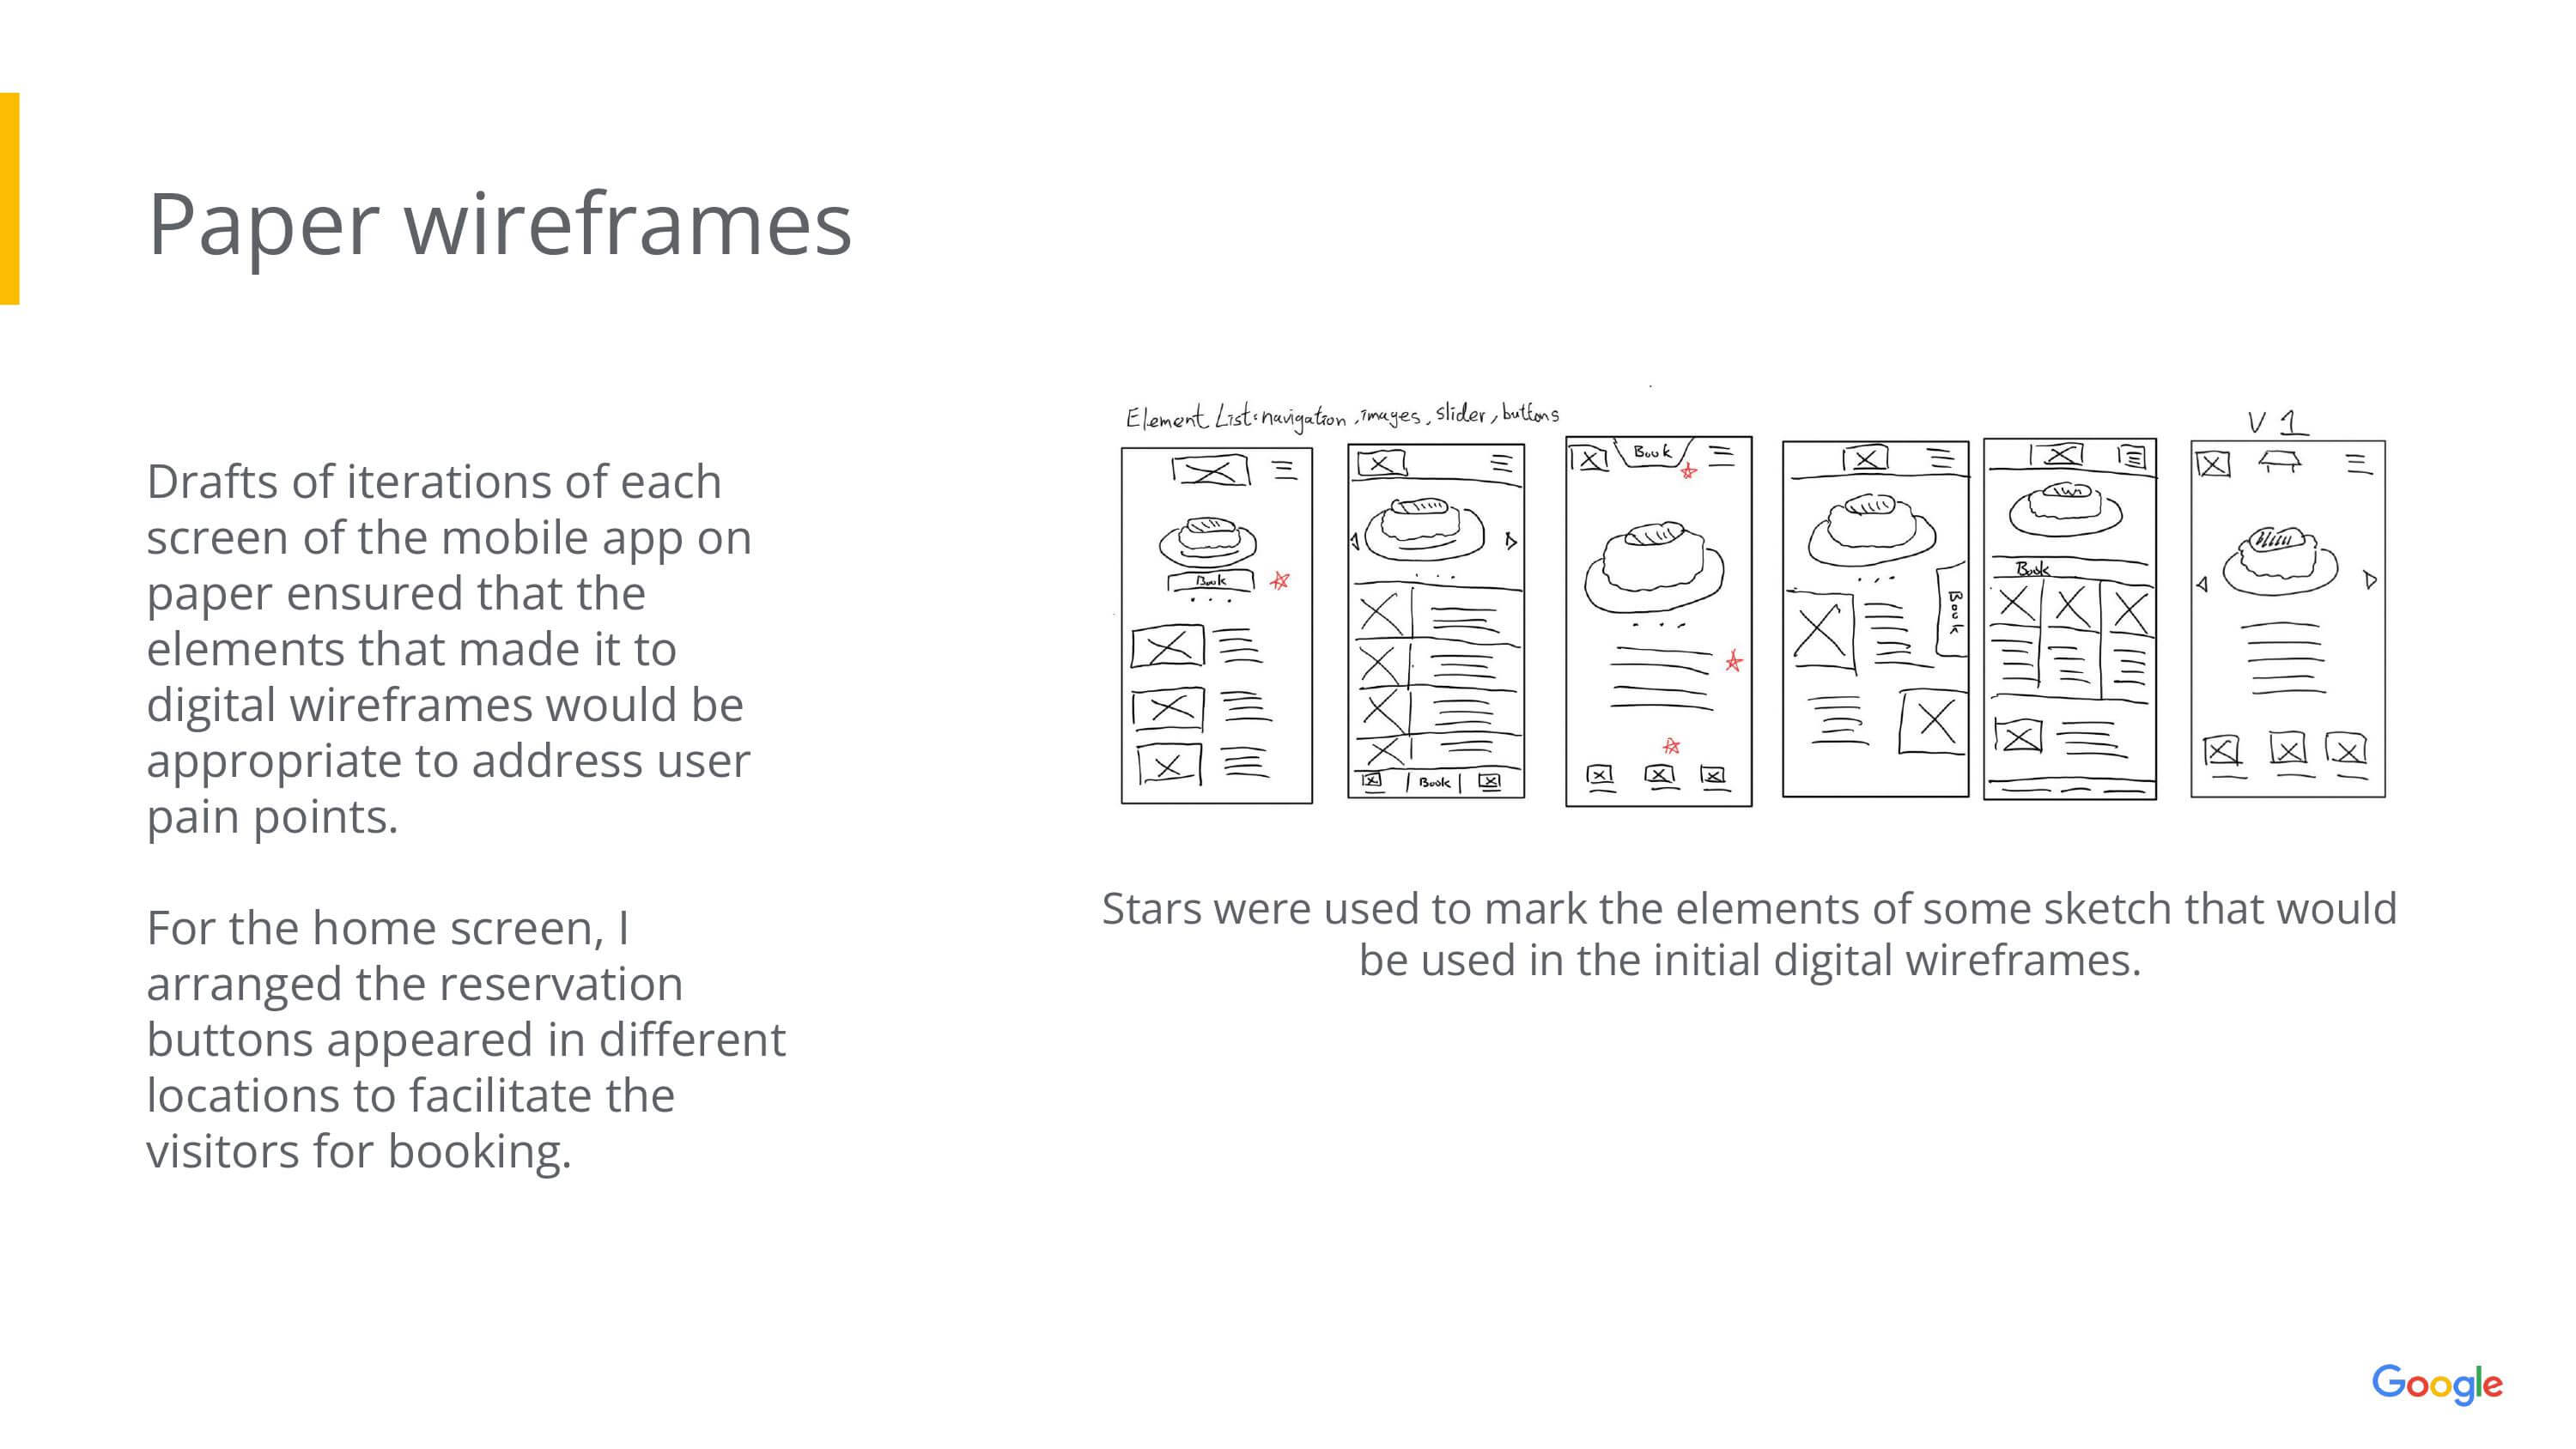 Paper wireframes
Drafts of iterations of each
screen of the mobile app on
paper ensured that the
elements that made it to
digital wireframes would be
appropriate to address user
pain points.
For the home screen, I
arranged the reservation
buttons appeared in different
locations to facilitate the
visitors for booking.
Element List: navigation, images, slider, buttons
V 1
Book
Book
Book
Book
Book
Stars were used to mark the elements of some sketch that would
be used in the initial digital wireframes.
Google